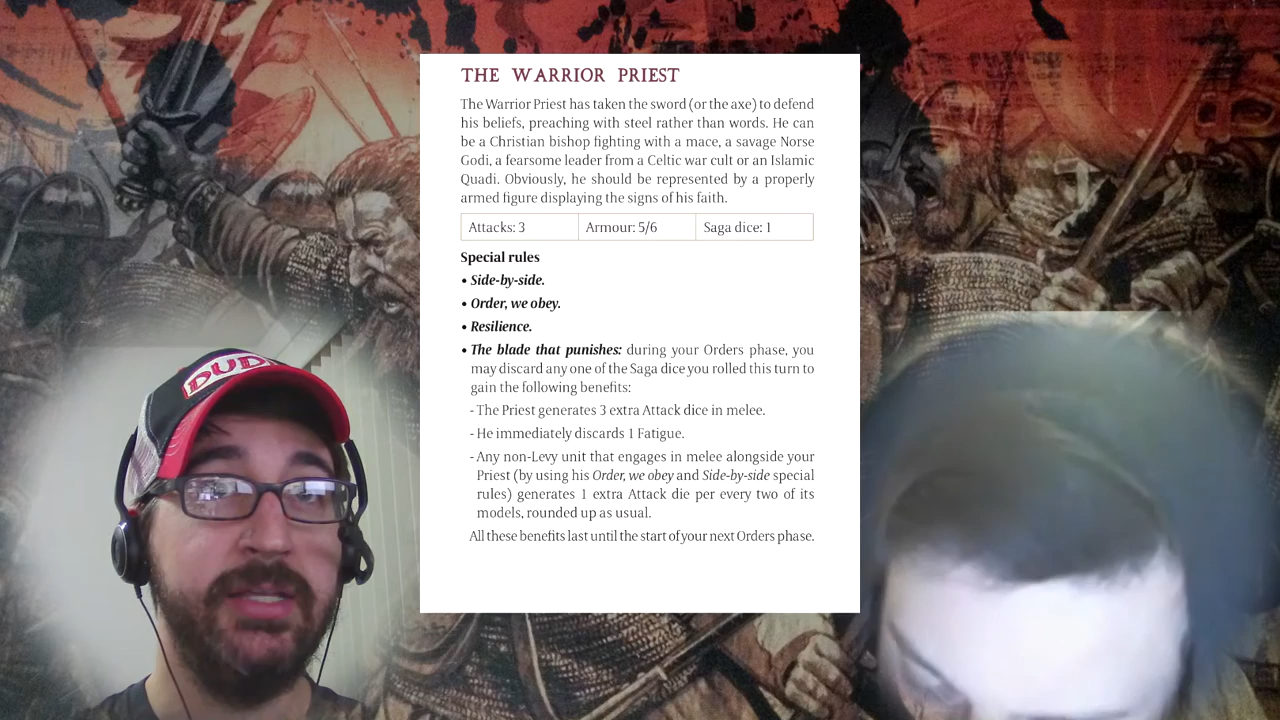 THE WARRIOR PRIEST
The Warrior Priest has taken the sword (or the axe) to defend
his beliefs, preaching with steel rather than words. He can
be a Christian bishop fighting with a mace, a savage Norse
Godi, a fearsome leader from a Celtic war cult or an Islamic
Quadi. Obviously, he should be represented by a properly
armed figure displaying the signs of his faith.
Attacks: 3 Armour: 5/6 Saga dice: 1
Special rules
• Side-by-side.
• Order, we obey.
• Resilience.
• The blade that punishes: during your Orders phase, you
may discard any one of the Saga dice you rolled this turn to
gain the following benefits:
- The Priest generates 3 extra Attack dice in melee.
- He immediately discards 1 Fatigue.
- Any non-Levy unit that engages in melee alongside your
Priest (by using his Order, we obey and Side-by-side special
rules) generates 1 extra Attack die per every two of its
models, rounded up as usual.
All these benefits last until the start of your next Orders phase.
DUDE